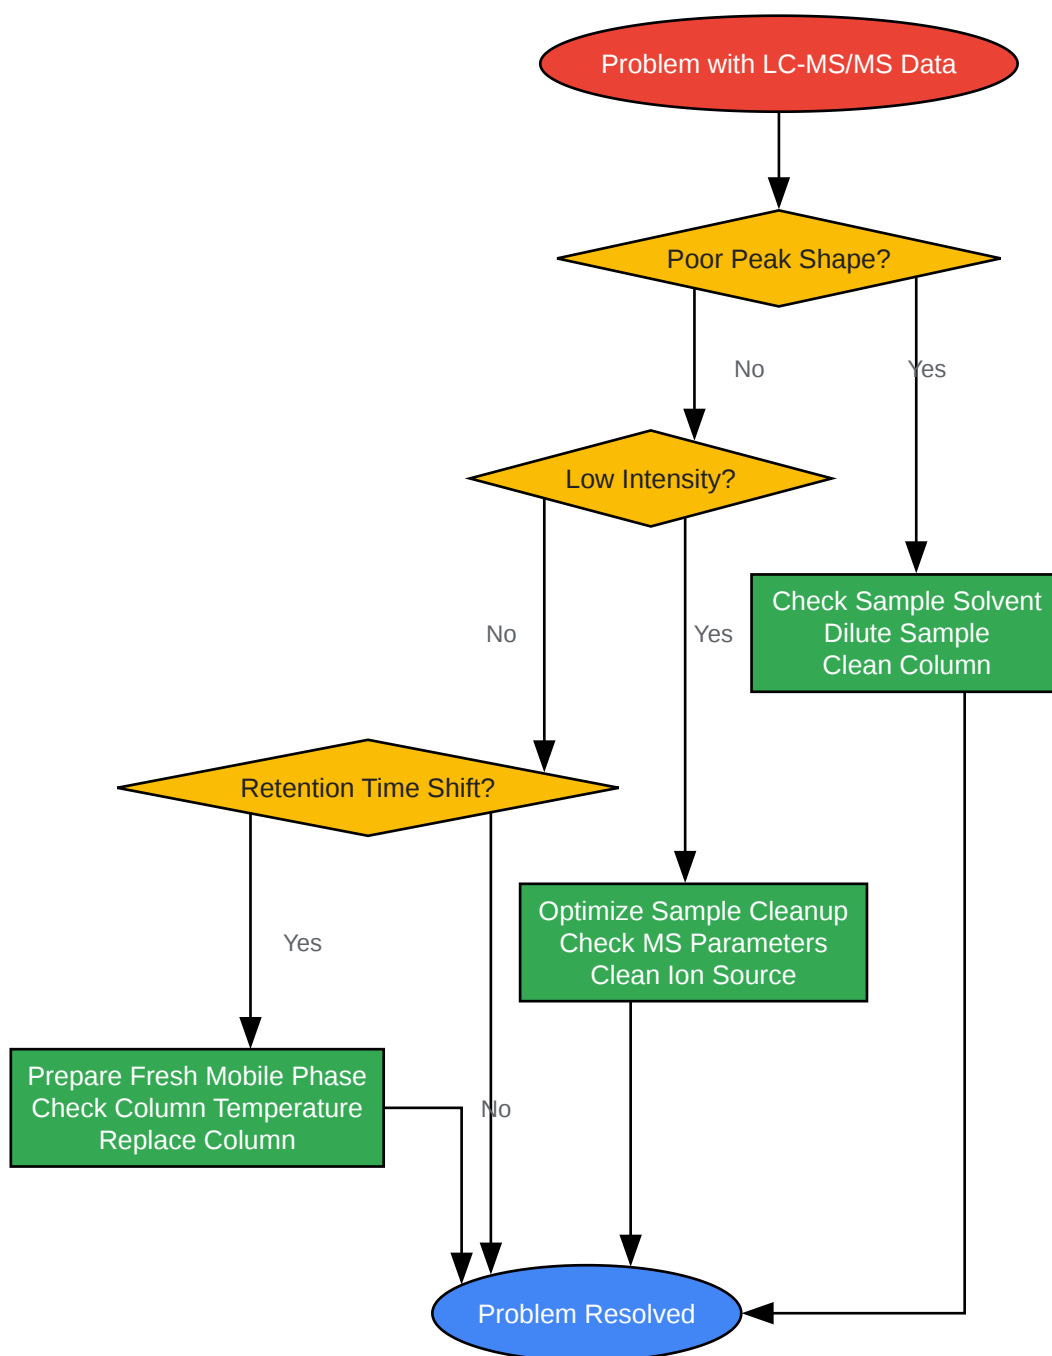 Problem with LC-MS/MS Data
Poor Peak Shape?
No
Yes
Low Intensity?
Check Sample Solvent
Dilute Sample
Clean Column
No
Yes
Retention Time Shift?
Optimize Sample Cleanup
Check MS Parameters
Clean Ion Source
Yes
Prepare Fresh Mobile Phase
Check Column Temperature
Replace Column
No
Problem Resolved